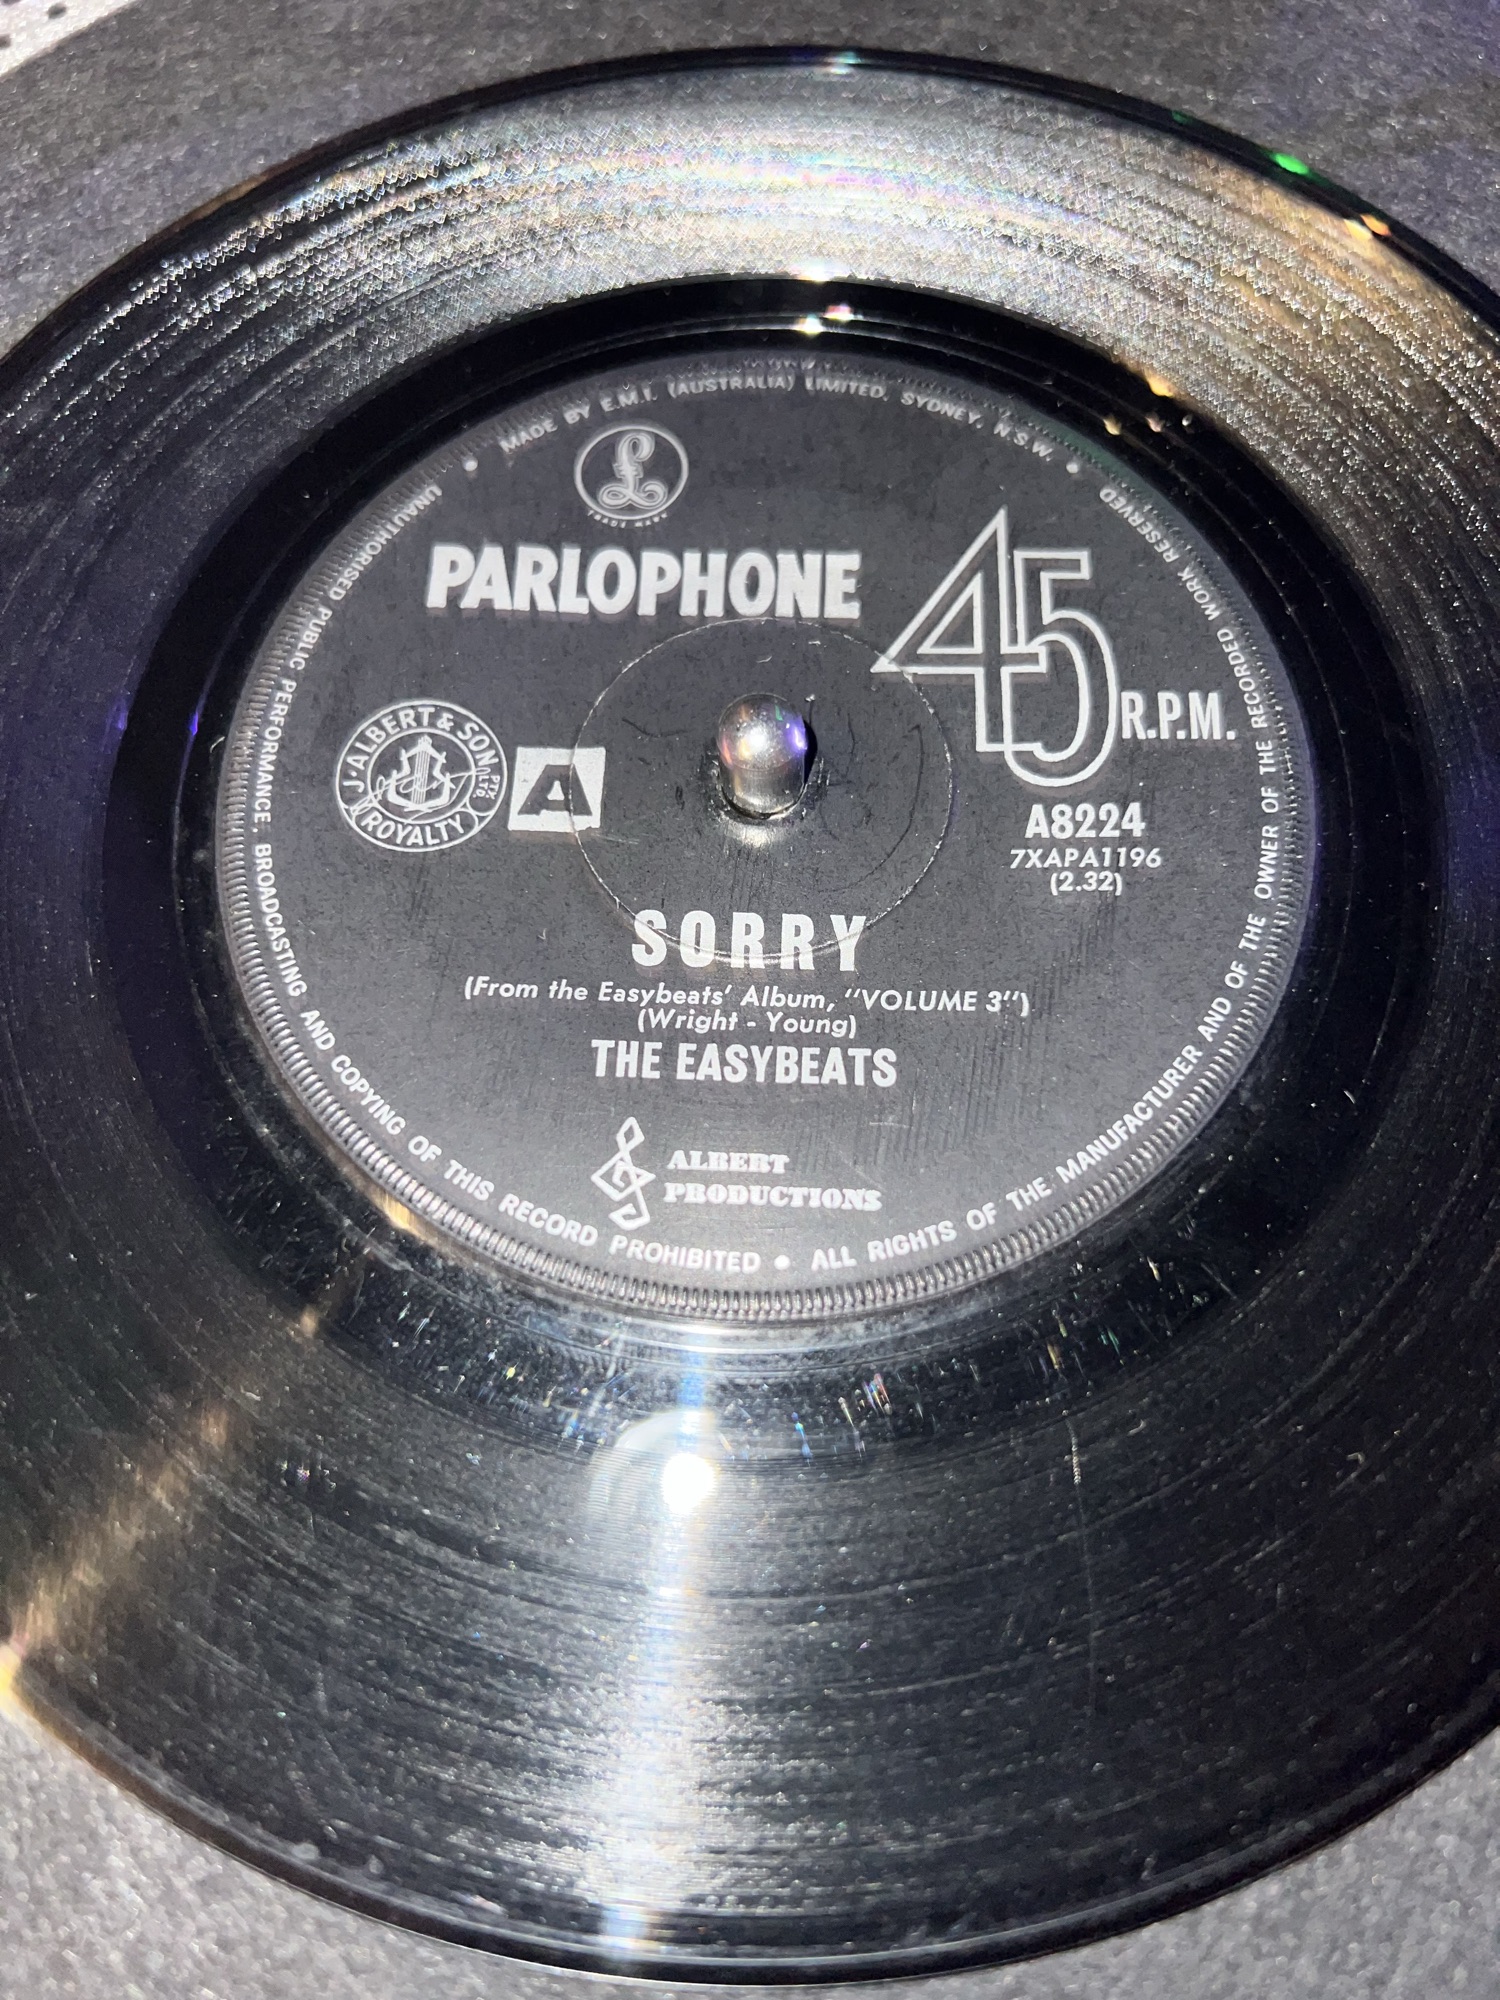 MADE BY E.M.I. (AUSTRALIA) LIMITED, SYDNEY, N.S.W.
TRADE MARK
PARLOPHONE
45 R.P.M.
J. ALBERT & SON PTY LTD
ROYALTY
A
A8224
7XAPA1196
(2.32)
SORRY
(From the Easybeats' Album, "VOLUME 3")
(Wright - Young)
THE EASYBEATS
ALBERT
PRODUCTIONS
UNAUTHORISED PUBLIC PERFORMANCE, BROADCASTING AND COPYING OF THIS RECORD PROHIBITED • ALL RIGHTS OF THE MANUFACTURER AND OF THE OWNER OF THE RECORDED WORK RESERVED